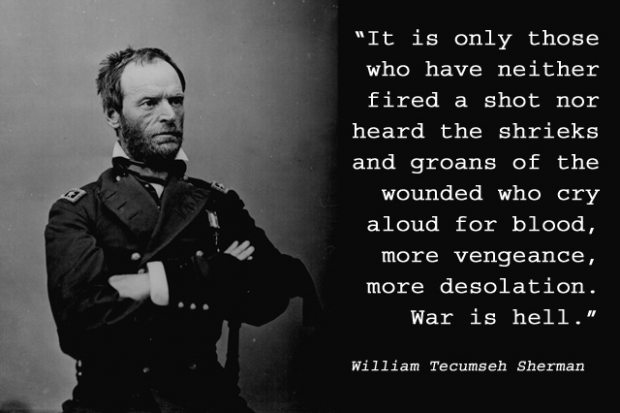 “It is only those
who have neither
fired a shot nor
heard the shrieks
and groans of the
wounded who cry
aloud for blood,
more vengeance,
more desolation.
War is hell.”
William Tecumseh Sherman